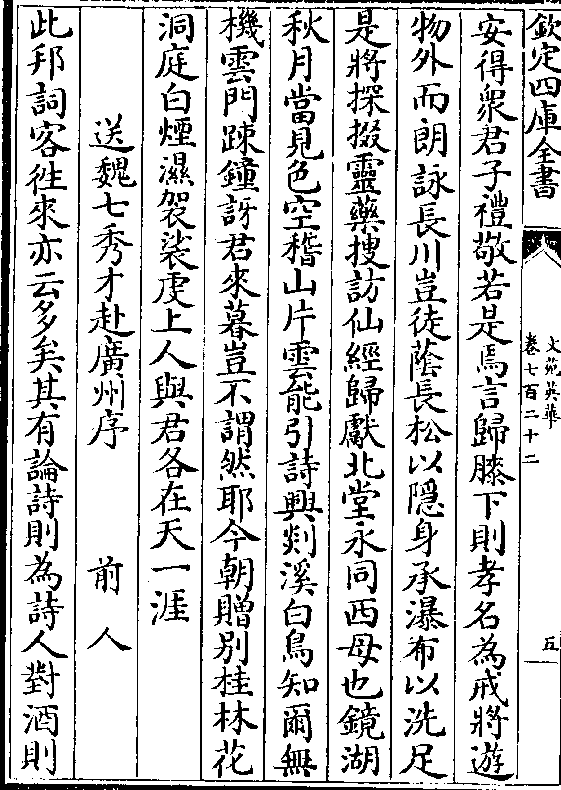 欽定四庫全書
文苑英華
卷七百二十二
五
安得衆君子禮敬若是焉言歸膝下則孝名為戒將遊
物外而朗詠長川豈徒蔭長松以隠身承瀑布以洗足
是將探掇靈藥搜訪仙經歸獻北堂永同西母也鏡湖
秋月當見色空稽山片雲能引詩興剡溪白鳥知爾無
機雲門踈鐘訝君來暮豈不謂然耶今朝贈别桂林花
洞庭白煙濕袈裟虔上人與君各在天一涯
送魏七秀才赴廣州序　　前人
此邦詞客徃來亦云多矣其有論詩則為詩人對酒則